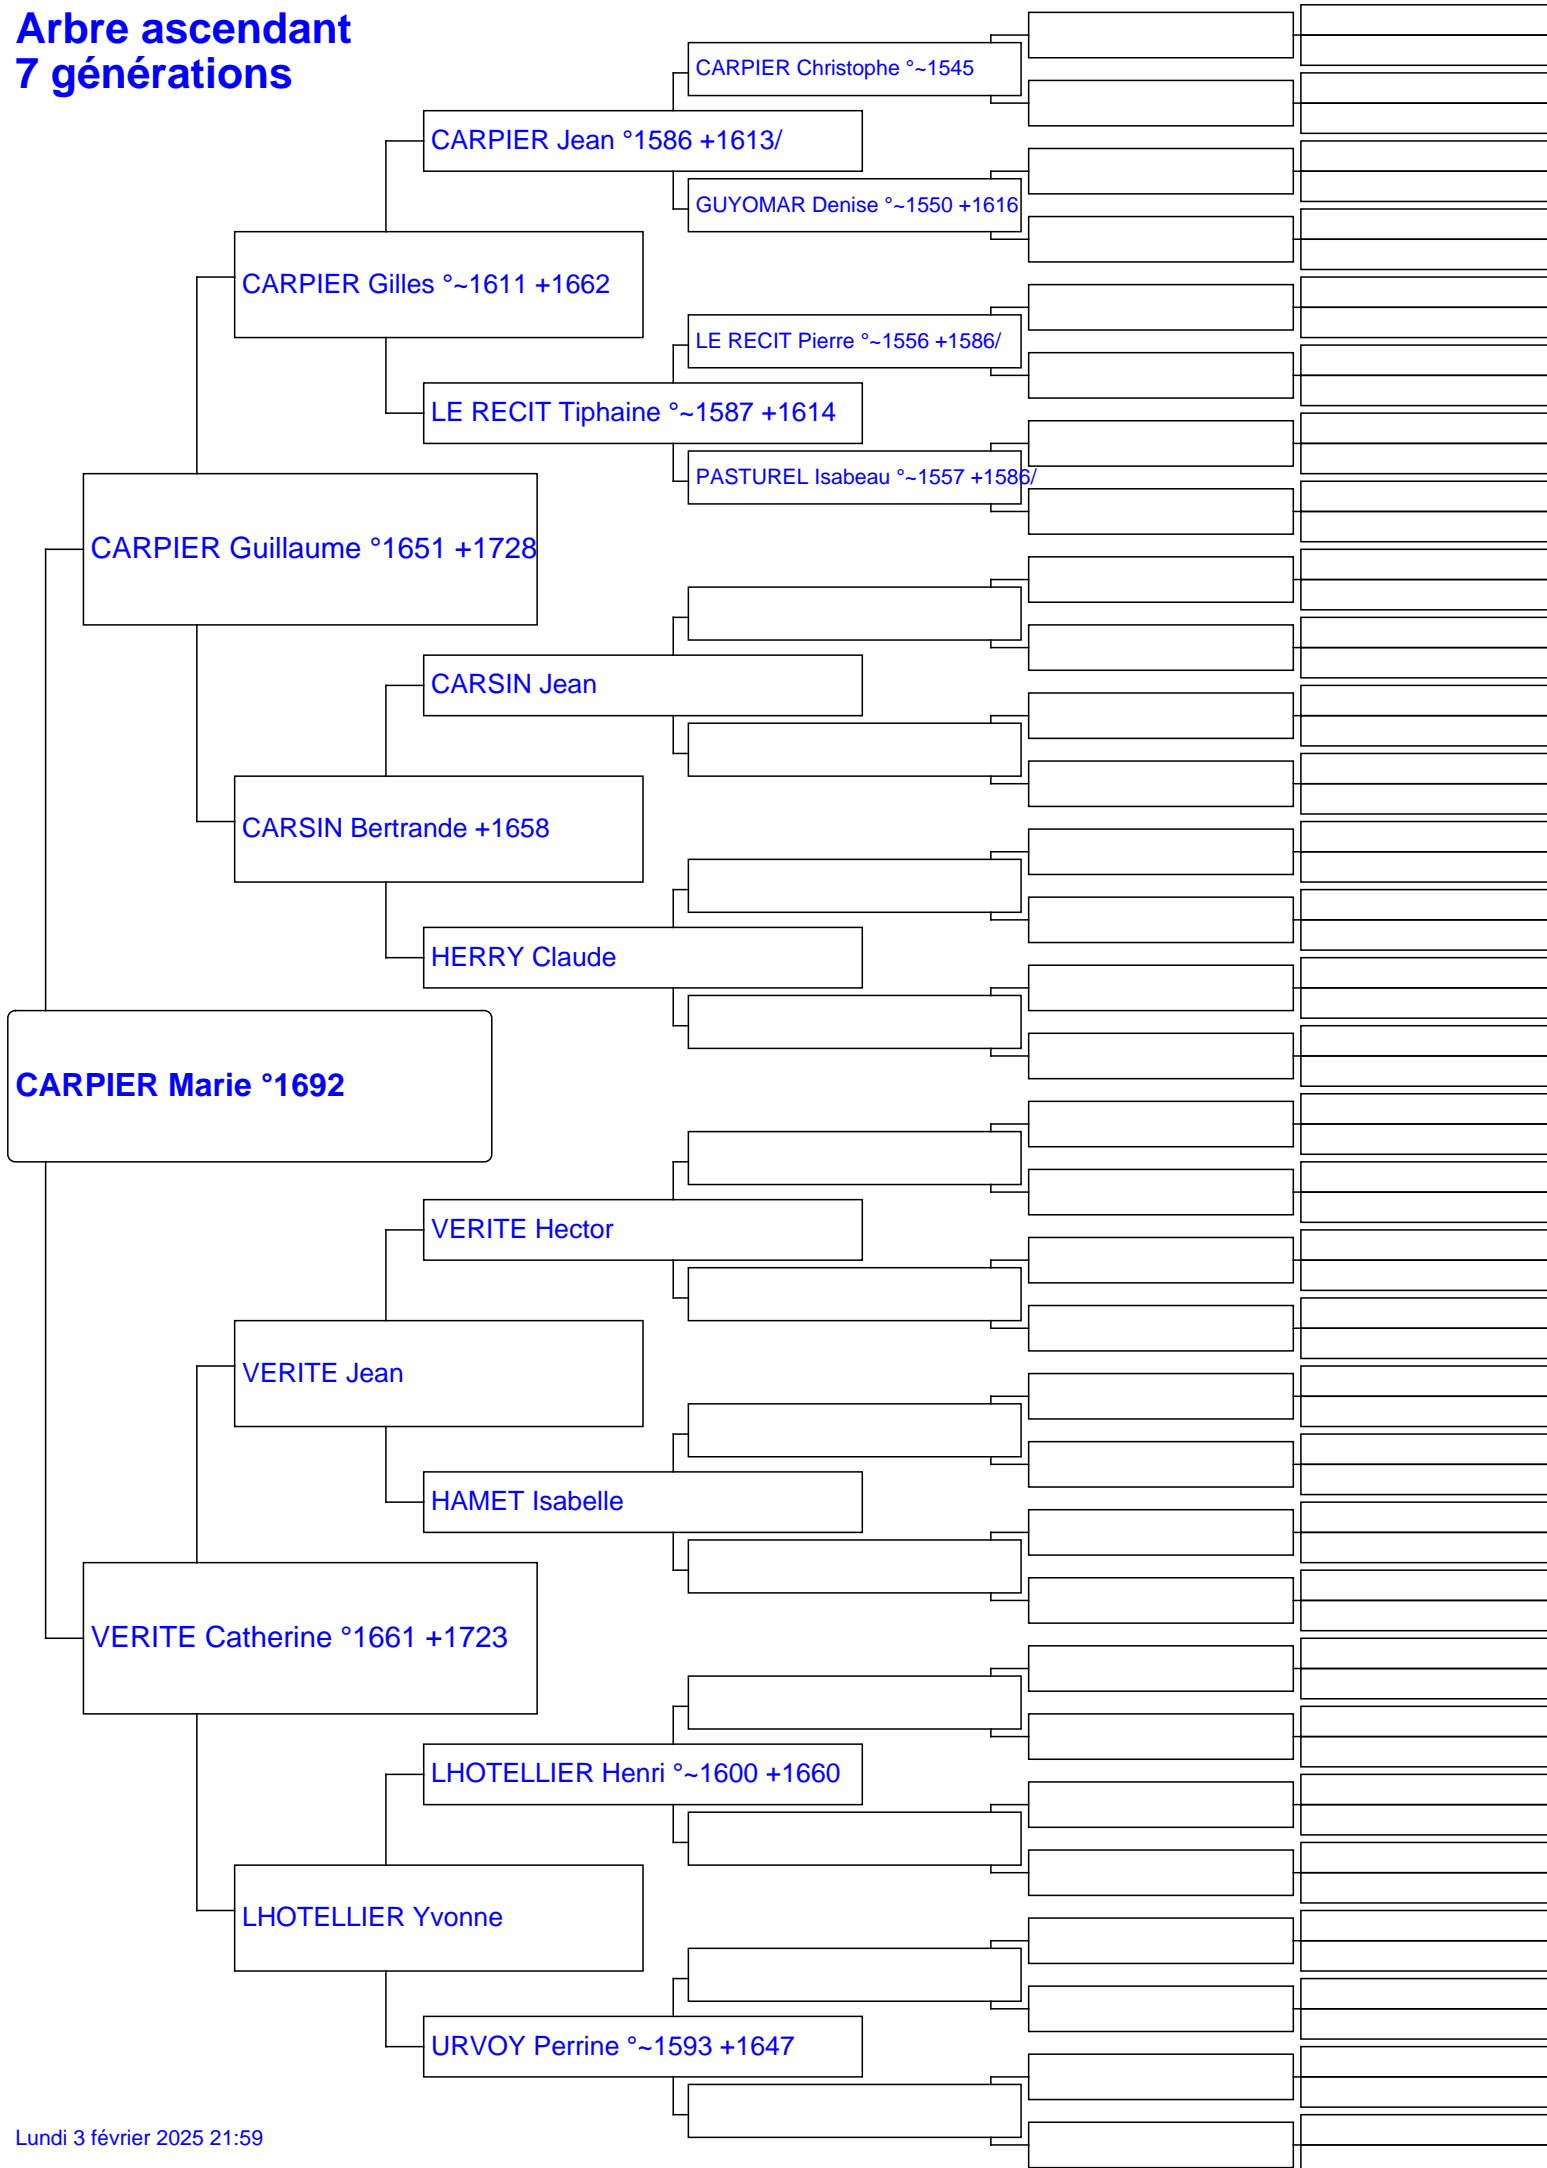 Arbre ascendant
7 générations
CARPIER Christophe °~1545
CARPIER Jean °1586 +1613/
GUYOMAR Denise °~1550 +1616
CARPIER Gilles °~1611 +1662
LE RECIT Pierre °~1556 +1586/
LE RECIT Tiphaine °~1587 +1614
PASTUREL Isabeau °~1557 +1586/
CARPIER Guillaume °1651 +1728
CARSIN Jean
CARSIN Bertrande +1658
HERRY Claude
CARPIER Marie °1692
VERITE Hector
VERITE Jean
HAMET Isabelle
VERITE Catherine °1661 +1723
LHOTELLIER Henri °~1600 +1660
LHOTELLIER Yvonne
URVOY Perrine °~1593 +1647
Lundi 3 février 2025 21:59